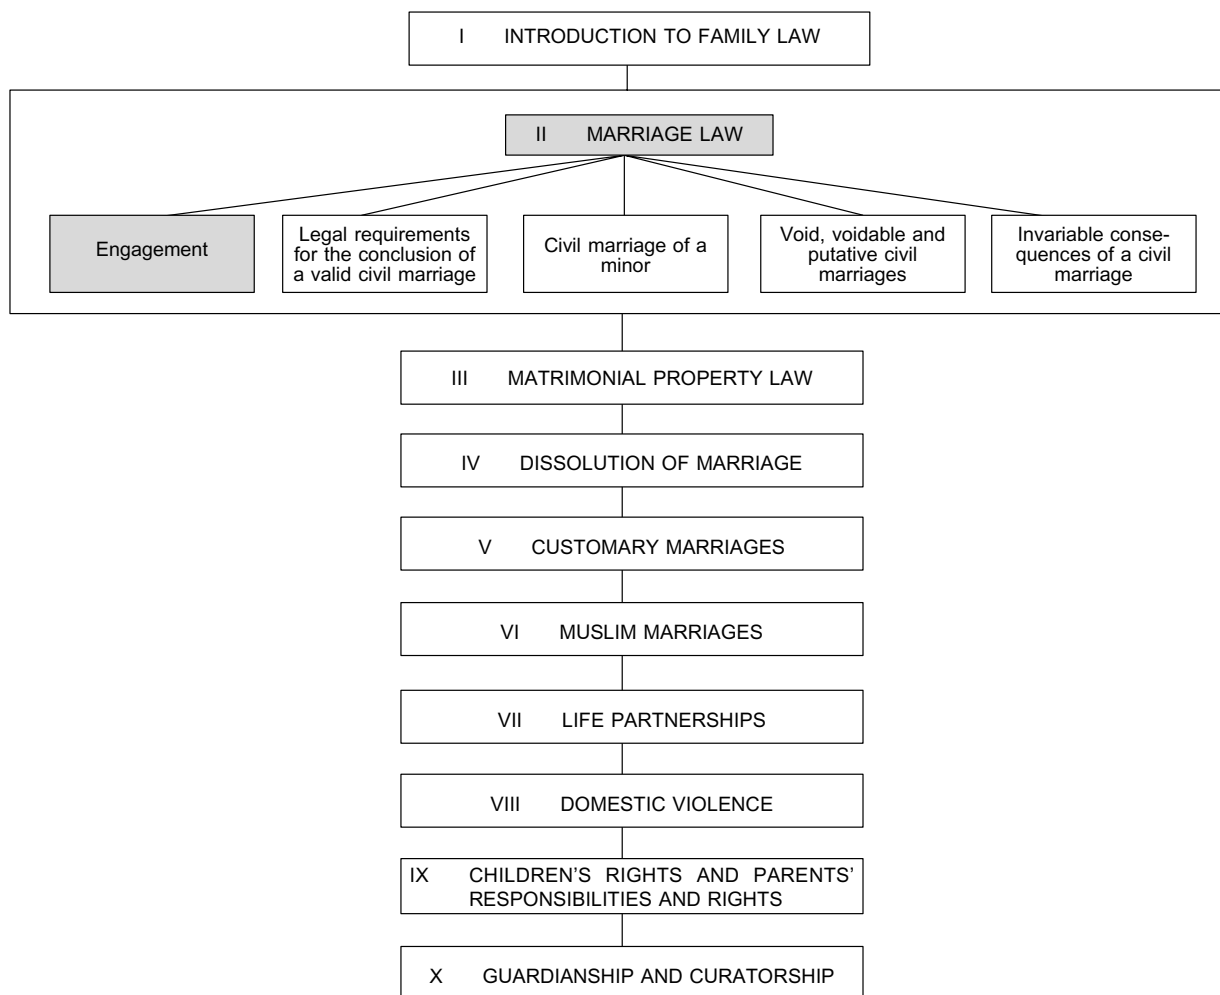 I INTRODUCTION TO FAMILY LAW
II MARRIAGE LAW
Engagement
Legal requirements
for the conclusion of
a valid civil marriage
Civil marriage of a
minor
Void, voidable and
putative civil
marriages
Invariable conse-
quences of a civil
marriage
III MATRIMONIAL PROPERTY LAW
IV DISSOLUTION OF MARRIAGE
V CUSTOMARY MARRIAGES
VI MUSLIM MARRIAGES
VII LIFE PARTNERSHIPS
VIII DOMESTIC VIOLENCE
IX CHILDREN’S RIGHTS AND PARENTS’
RESPONSIBILITIES AND RIGHTS
X GUARDIANSHIP AND CURATORSHIP